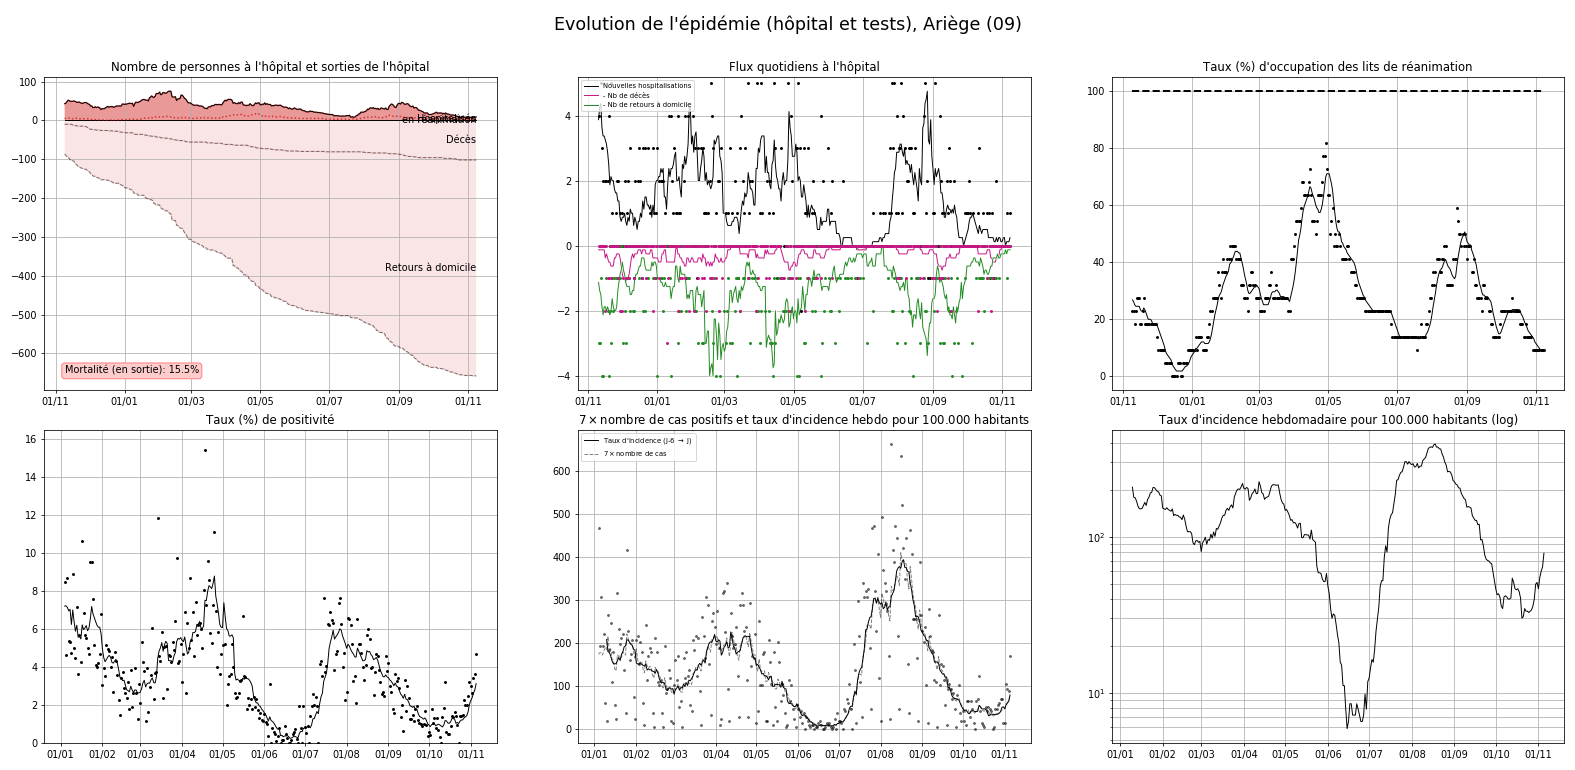 Evolution de l'épidémie (hôpital et tests), Ariège (09)
Nombre de personnes à l'hôpital et sorties de l'hôpital
100
0
−100
−200
−300
−400
−500
−600
en réanimation
Décès
Retours à domicile
Mortalité (en sortie): 15.5%
01/11 01/01 01/03 01/05 01/07 01/09 01/11
Flux quotidiens à l'hôpital
Nouvelles hospitalisations
- Nb de décès
- Nb de retours à domicile
4
2
0
−2
−4
01/11 01/01 01/03 01/05 01/07 01/09 01/11
Taux (%) d'occupation des lits de réanimation
100
80
60
40
20
0
01/11 01/01 01/03 01/05 01/07 01/09 01/11
Taux (%) de positivité
16
14
12
10
8
6
4
2
0
01/01 01/02 01/03 01/04 01/05 01/06 01/07 01/08 01/09 01/10 01/11
7 × nombre de cas positifs et taux d'incidence hebdo pour 100.000 habitants
Taux d'incidence (J-6 → J)
7 × nombre de cas
600
500
400
300
200
100
0
01/01 01/02 01/03 01/04 01/05 01/06 01/07 01/08 01/09 01/10 01/11
Taux d'incidence hebdomadaire pour 100.000 habitants (log)
10²
10¹
01/01 01/02 01/03 01/04 01/05 01/06 01/07 01/08 01/09 01/10 01/11